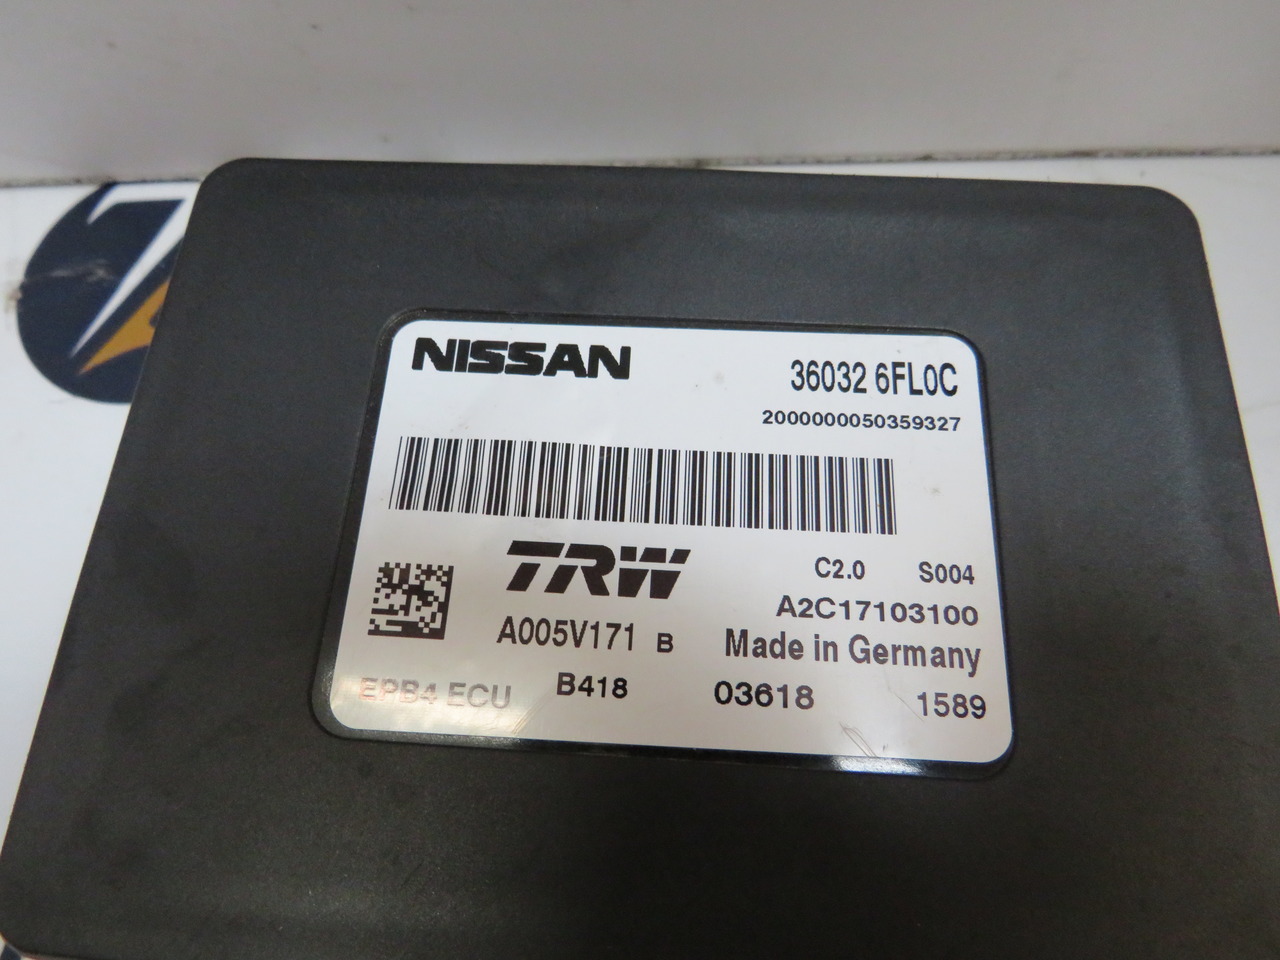 NISSAN 36032 6FL0C
2000000050359327
TRW C2.0 S004
A2C17103100
A005V171 B Made in Germany
EPB4 ECU B418 03618 1589